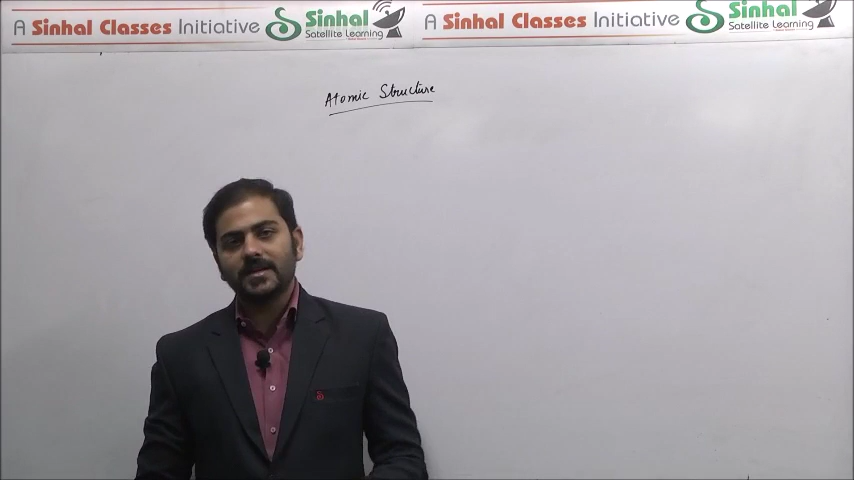 A Sinhal Classes Initiative Sinhal Satellite Learning A Sinhal Classes Initiative Sinhal Satellite Learning
Atomic Structure